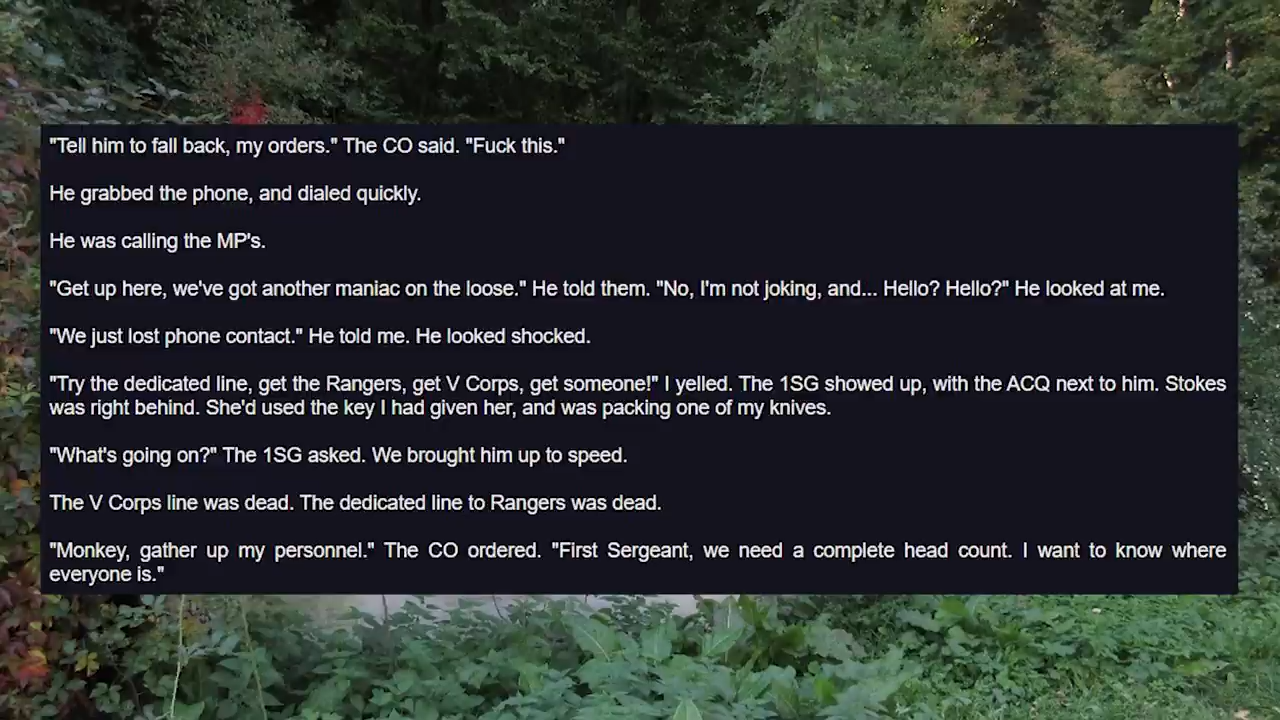 "Tell him to fall back, my orders." The CO said. "Fuck this."
He grabbed the phone, and dialed quickly.
He was calling the MP's.
"Get up here, we've got another maniac on the loose." He told them. "No, I'm not joking, and... Hello? Hello?" He looked at me.
"We just lost phone contact." He told me. He looked shocked.
"Try the dedicated line, get the Rangers, get V Corps, get someone!" I yelled. The 1SG showed up, with the ACQ next to him. Stokes
was right behind. She'd used the key I had given her, and was packing one of my knives.
"What's going on?" The 1SG asked. We brought him up to speed.
The V Corps line was dead. The dedicated line to Rangers was dead.
"Monkey, gather up my personnel." The CO ordered. "First Sergeant, we need a complete head count. I want to know where
everyone is."